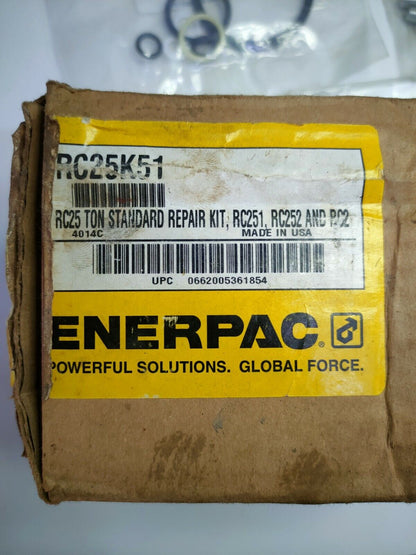 RC25K51
RC25 TON STANDARD REPAIR KIT, RC251, RC252 AND RC2
4014C MADE IN USA
UPC 0662005361854
ENERPAC®
POWERFUL SOLUTIONS. GLOBAL FORCE.